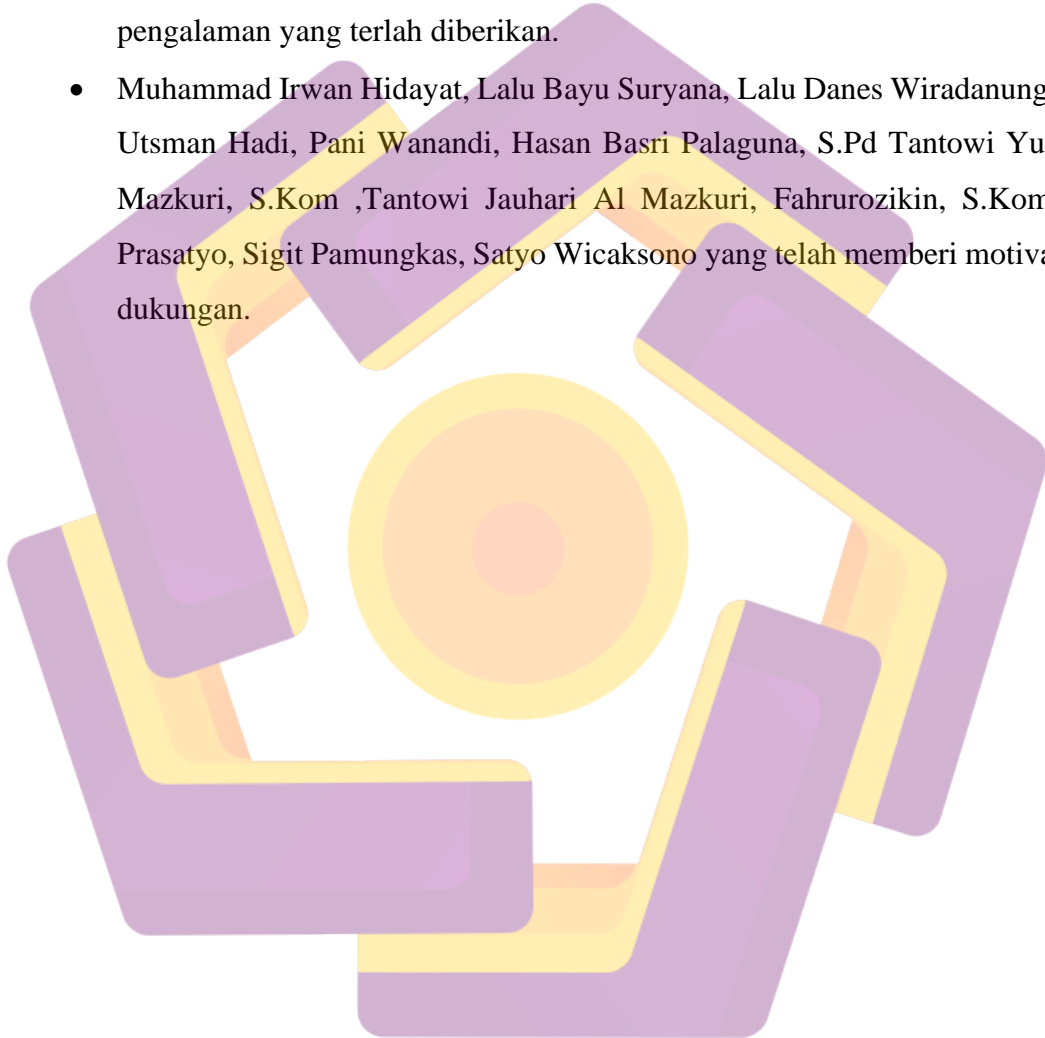 pengalaman yang terlah diberikan.
• Muhammad Irwan Hidayat, Lalu Bayu Suryana, Lalu Danes Wiradanung
Utsman Hadi, Pani Wanandi, Hasan Basri Palaguna, S.Pd Tantowi Yu
Mazkuri, S.Kom ,Tantowi Jauhari Al Mazkuri, Fahrurozikin, S.Kom
Prasatyo, Sigit Pamungkas, Satyo Wicaksono yang telah memberi motiva
dukungan.